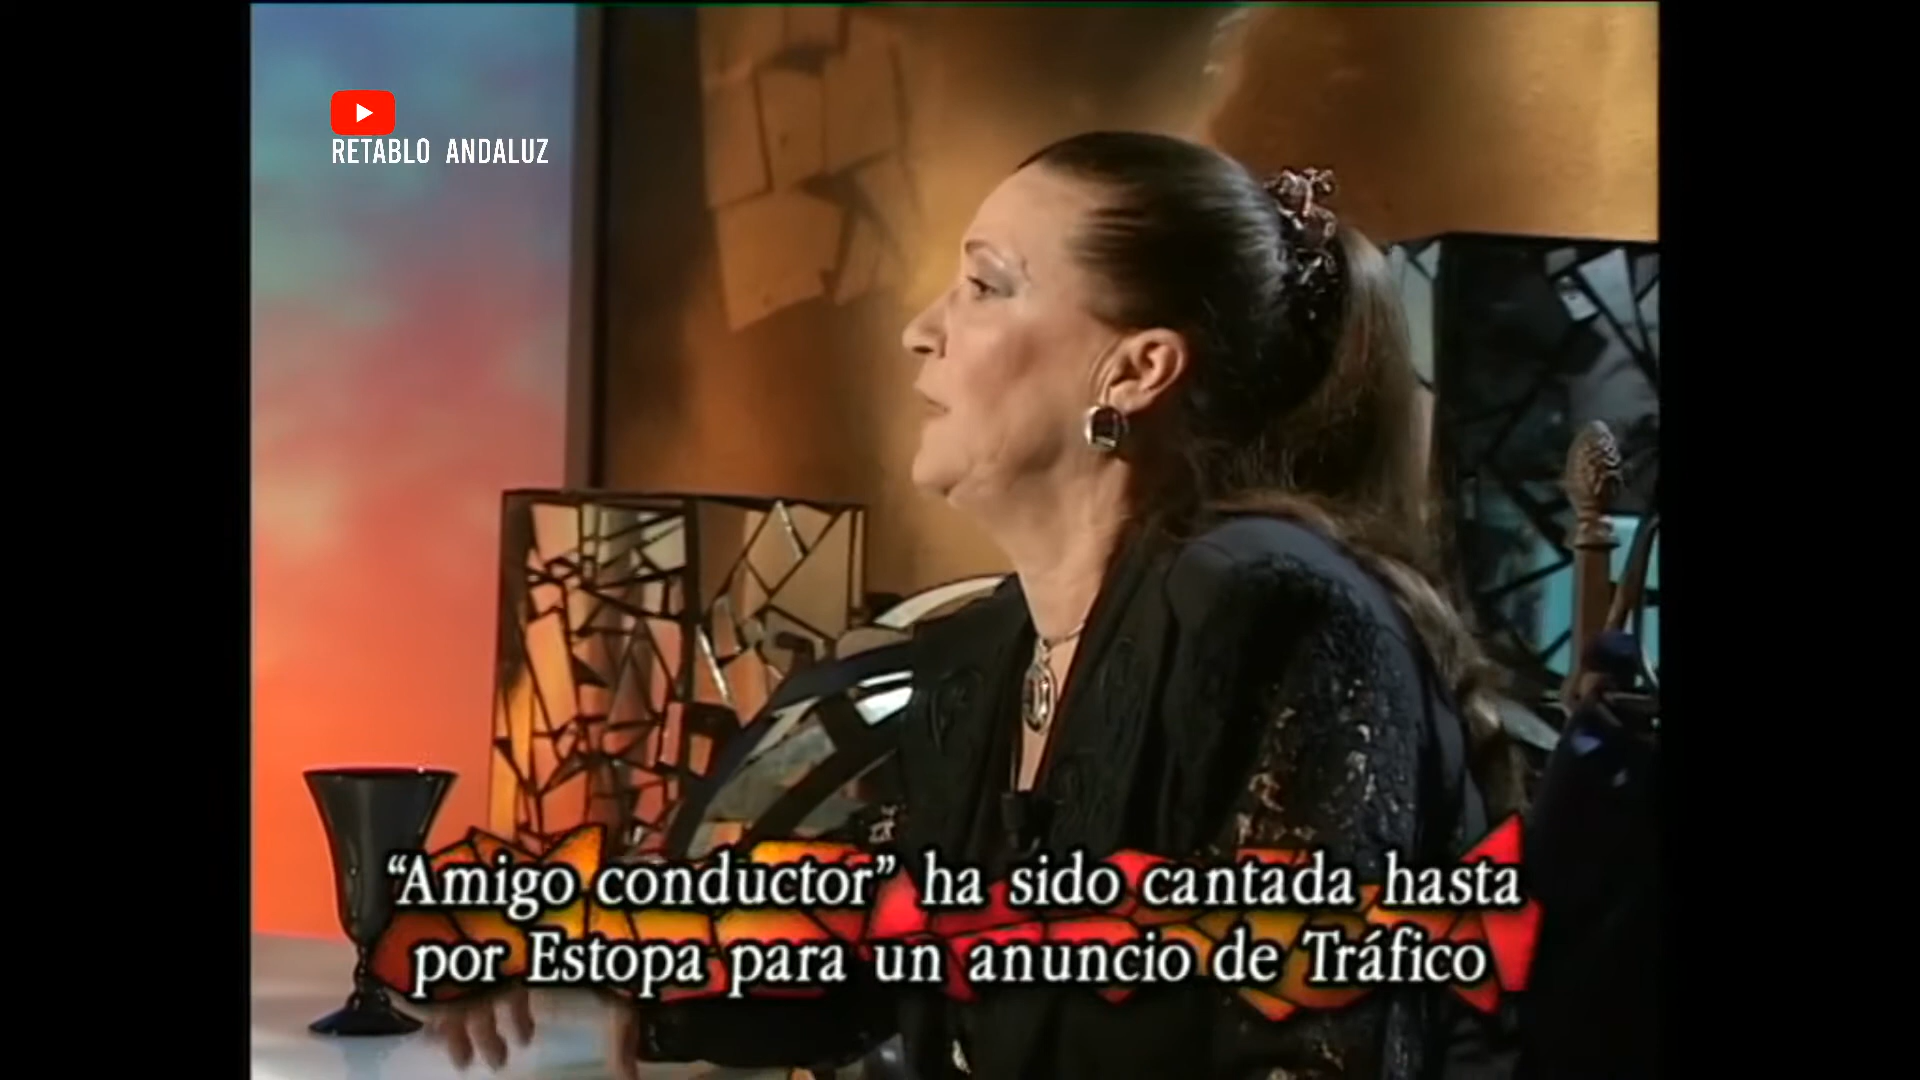 RETABLO ANDALUZ
“Amigo conductor” ha sido cantada hasta
por Estopa para un anuncio de Tráfico